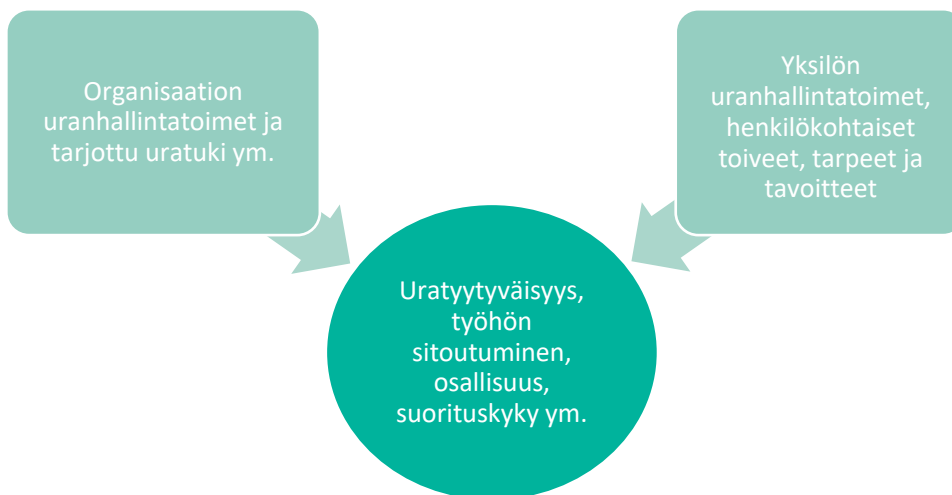 Organisaation
uranhallintatoimet ja
tarjottu uratuki ym.
Yksilön
uranhallintatoimet,
henkilökohtaiset
toiveet, tarpeet ja
tavoitteet
Uratyytyväisyys,
työhön
sitoutuminen,
osallisuus,
suorituskyky ym.